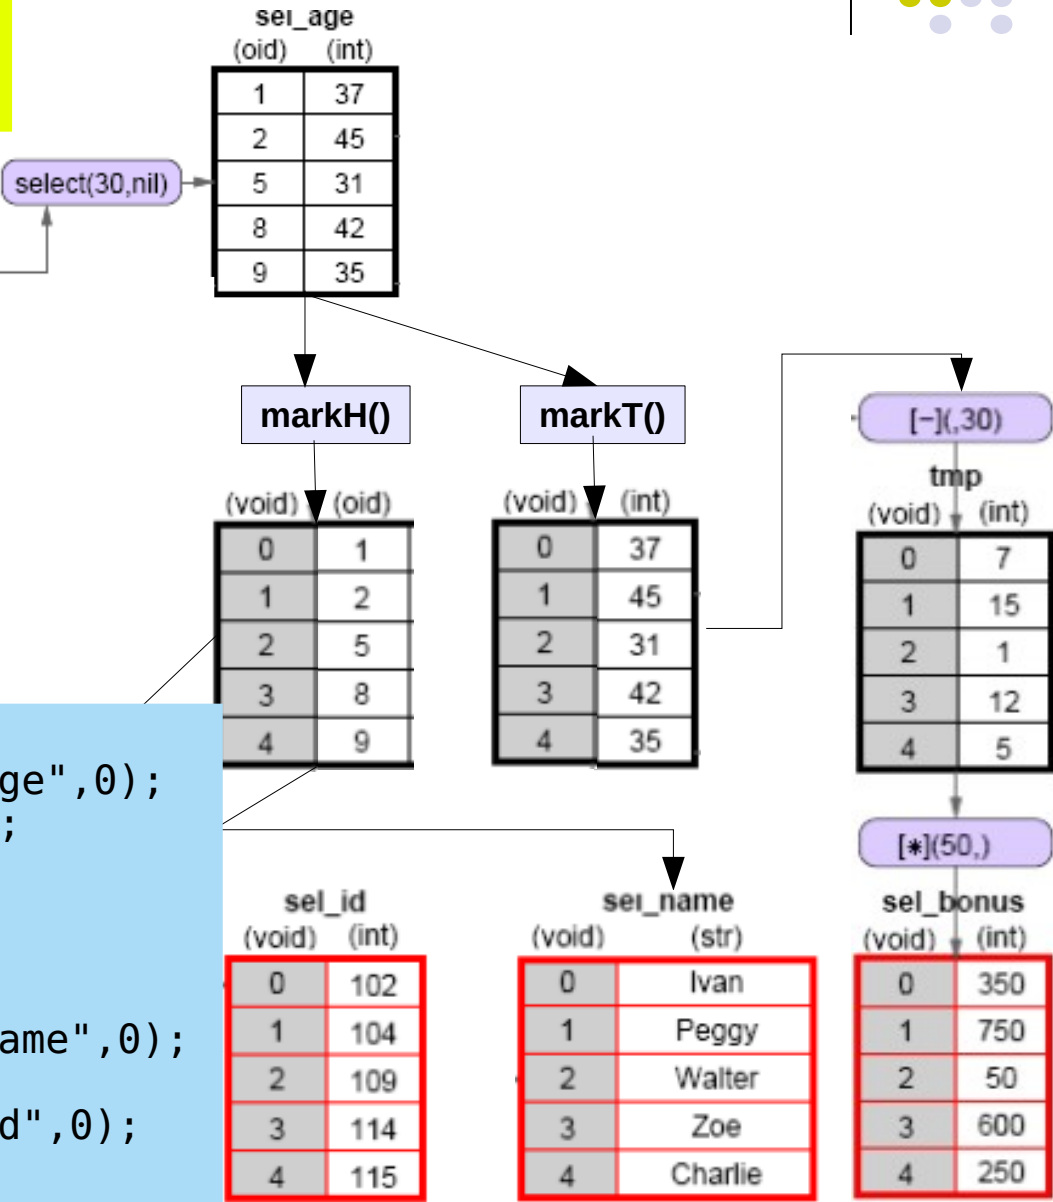 sel_age
(oid) (int)
1 37
2 45
select(30,nil)
5 31
8 42
9 35
markH()
markT()
[−](,30)
(void) (oid)
0 1
1 2
2 5
3 8
4 9
(void) (int)
0 37
1 45
2 31
3 42
4 35
tmp
(void) (int)
0 7
1 15
2 1
3 12
4 5
[*](50,)
ge",0);
;
ame",0);
d",0);
sel_id
(void) (int)
0 102
1 104
2 109
3 114
4 115
sel_name
(void) (str)
0 Ivan
1 Peggy
2 Walter
3 Zoe
4 Charlie
sel_bonus
(void) (int)
0 350
1 750
2 50
3 600
4 250